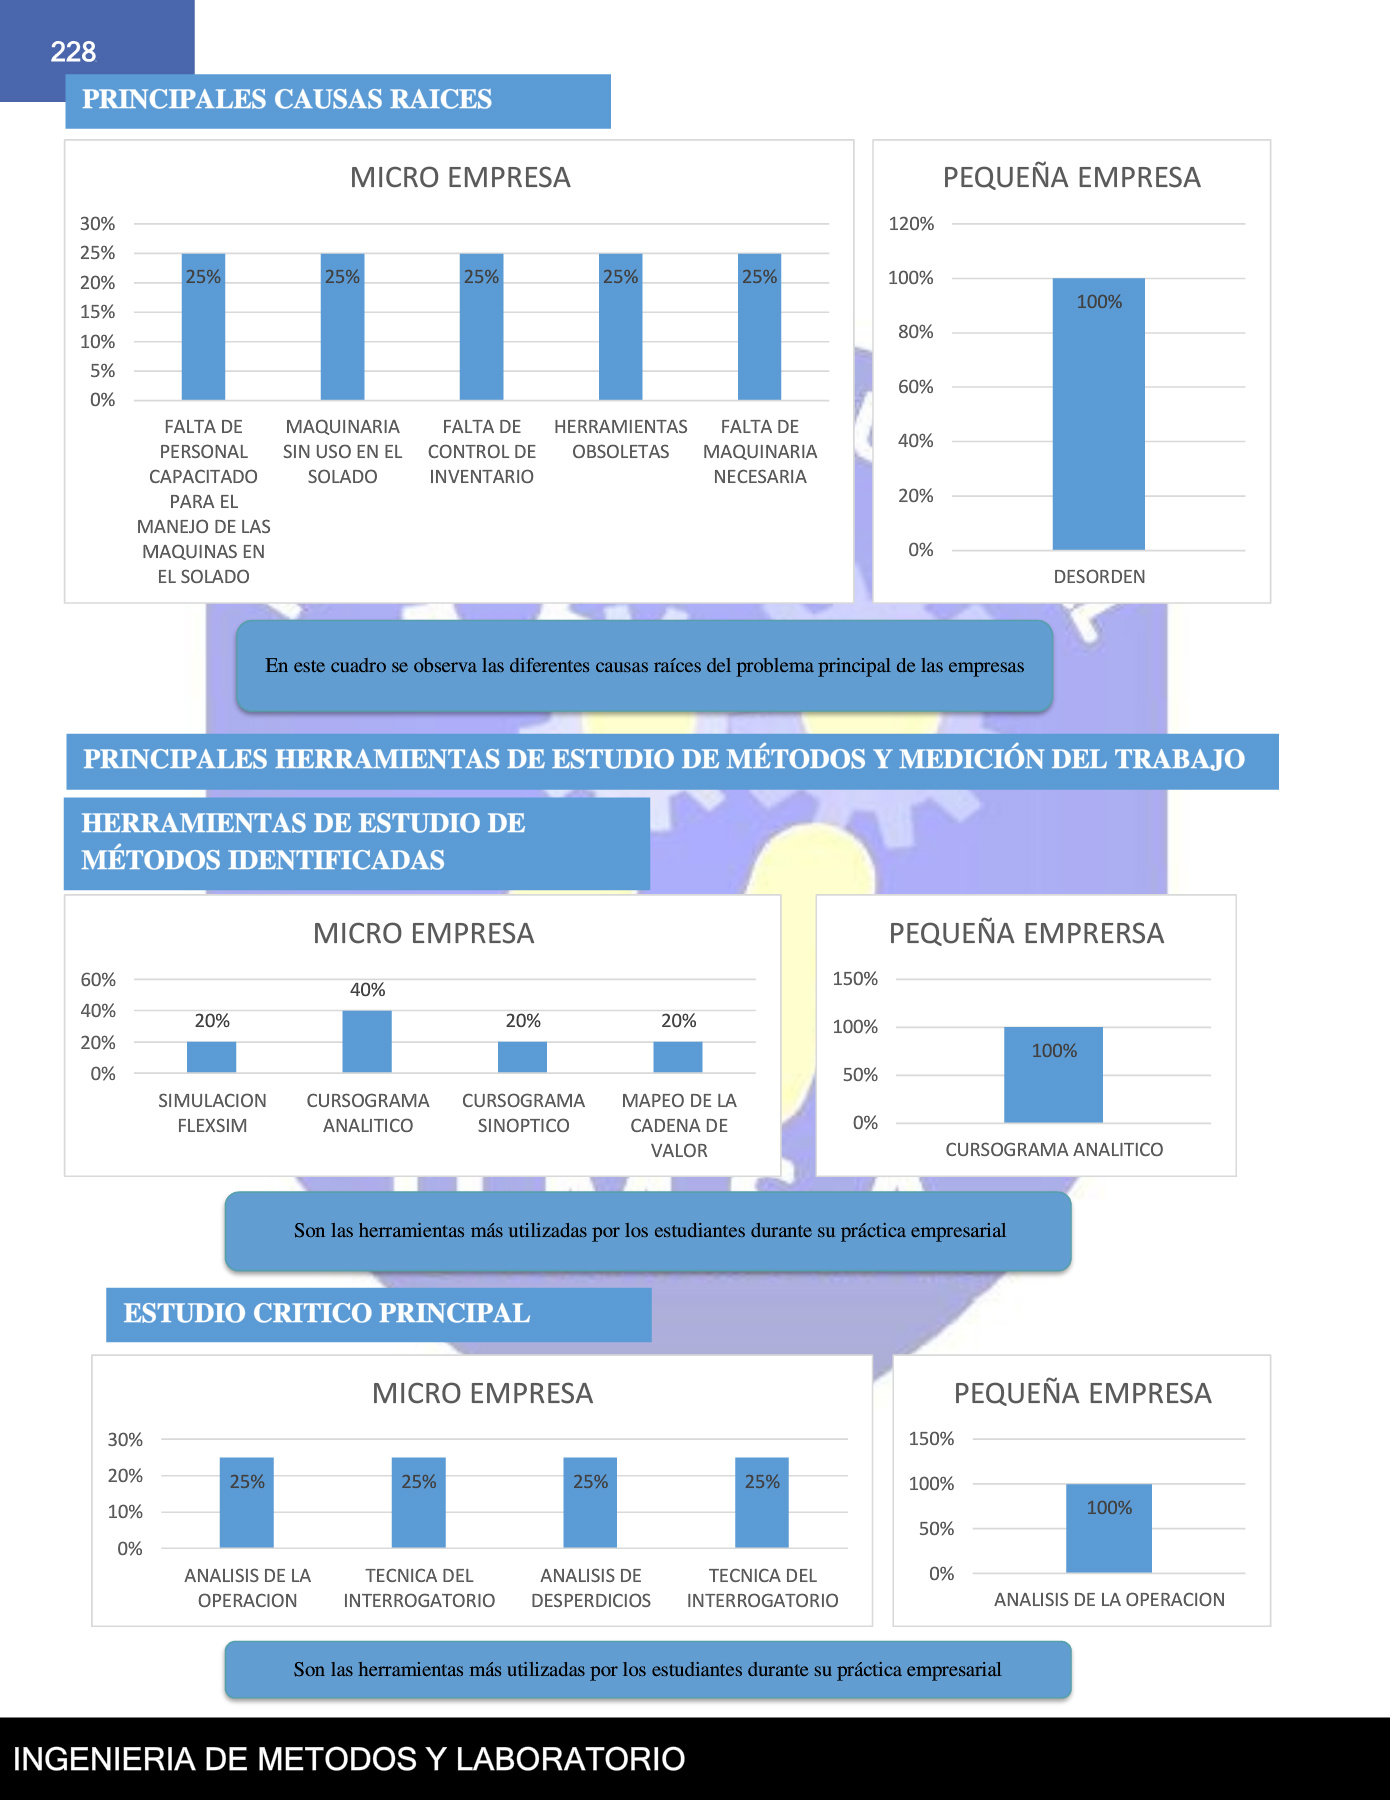 228
PRINCIPALES CAUSAS RAICES
MICRO EMPRESA
30%
25%
20%
15%
10%
5%
0%
25%
25%
25%
25%
25%
FALTA DE
PERSONAL
CAPACITADO
PARA EL
MANEJO DE LAS
MAQUINAS EN
EL SOLADO
MAQUINARIA
SIN USO EN EL
SOLADO
FALTA DE
CONTROL DE
INVENTARIO
HERRAMIENTAS
OBSOLETAS
FALTA DE
MAQUINARIA
NECESARIA
PEQUEÑA EMPRESA
120%
100%
80%
60%
40%
20%
0%
100%
DESORDEN
En este cuadro se observa las diferentes causas raíces del problema principal de las empresas
PRINCIPALES HERRAMIENTAS DE ESTUDIO DE MÉTODOS Y MEDICIÓN DEL TRABAJO
HERRAMIENTAS DE ESTUDIO DE
MÉTODOS IDENTIFICADAS
MICRO EMPRESA
60%
40%
20%
0%
20%
40%
20%
20%
SIMULACION
FLEXSIM
CURSOGRAMA
ANALITICO
CURSOGRAMA
SINOPTICO
MAPEO DE LA
CADENA DE
VALOR
PEQUEÑA EMPRERSA
150%
100%
50%
0%
100%
CURSOGRAMA ANALITICO
Son las herramientas más utilizadas por los estudiantes durante su práctica empresarial
ESTUDIO CRITICO PRINCIPAL
MICRO EMPRESA
30%
20%
10%
0%
25%
25%
25%
25%
ANALISIS DE LA
OPERACION
TECNICA DEL
INTERROGATORIO
ANALISIS DE
DESPERDICIOS
TECNICA DEL
INTERROGATORIO
PEQUEÑA EMPRESA
150%
100%
50%
0%
100%
ANALISIS DE LA OPERACION
Son las herramientas más utilizadas por los estudiantes durante su práctica empresarial
INGENIERIA DE METODOS Y LABORATORIO